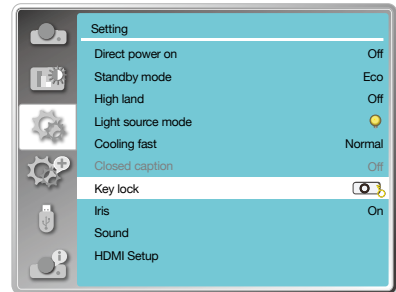 Setting
Direct power on Off
Standby mode Eco
High land Off
Light source mode
Cooling fast Normal
Closed caption Off
Key lock
Iris On
Sound
HDMI Setup